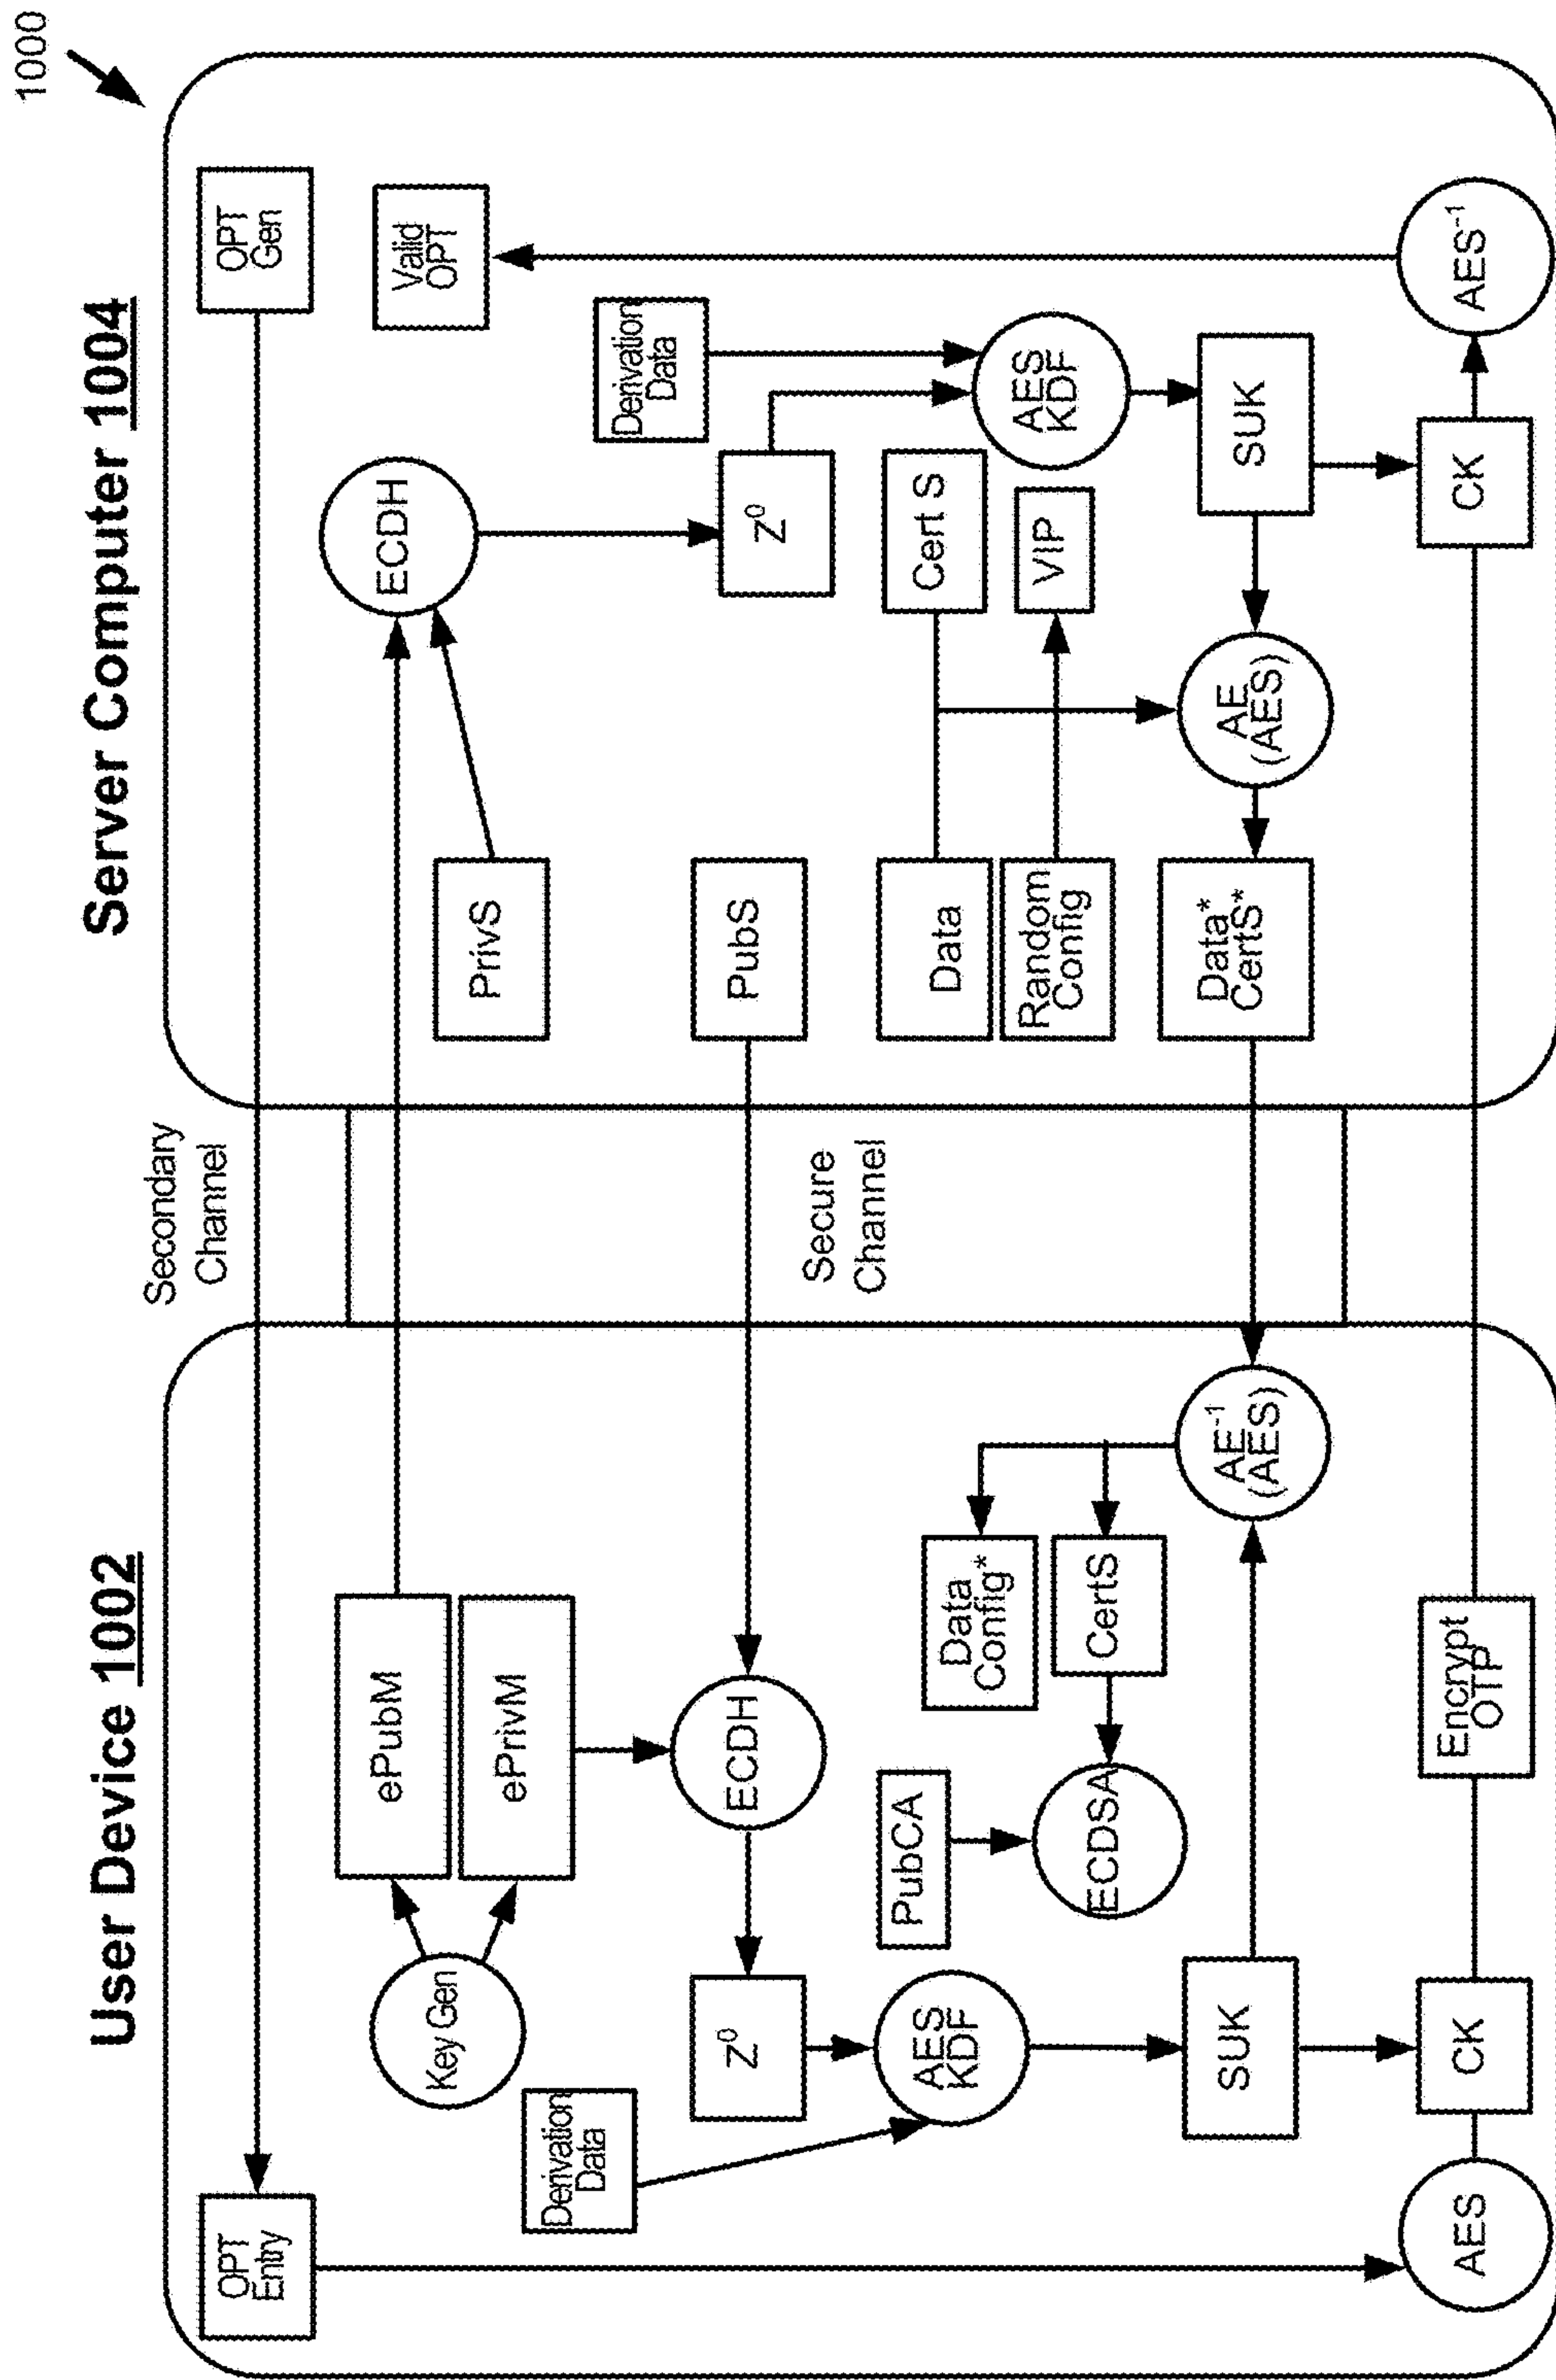 1000
User Device 1002
Server Computer 1004
OPT
Entry
Secondary
Channel
OPT
Gen
Key Gen
ePubM
ePrivM
ECDH
Valid
OPT
PrivS
Derivation
Data
Derivation
Data
Z⁰
ECDH
PubS
Z⁰
Secure
Channel
AES
KDF
PubCA
Data
Config*
Data
Cert S
ECDSA
CertS
Random
Config
VIP
AES
KDF
SUK
AE⁻¹
(AES)
Data*
CertS*
AE
(AES)
SUK
AES
CK
Encrypt
OTP
CK
AES⁻¹